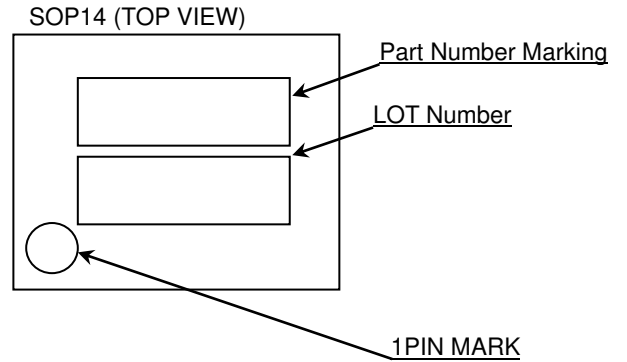 SOP14 (TOP VIEW)
Part Number Marking
LOT Number
1PIN MARK